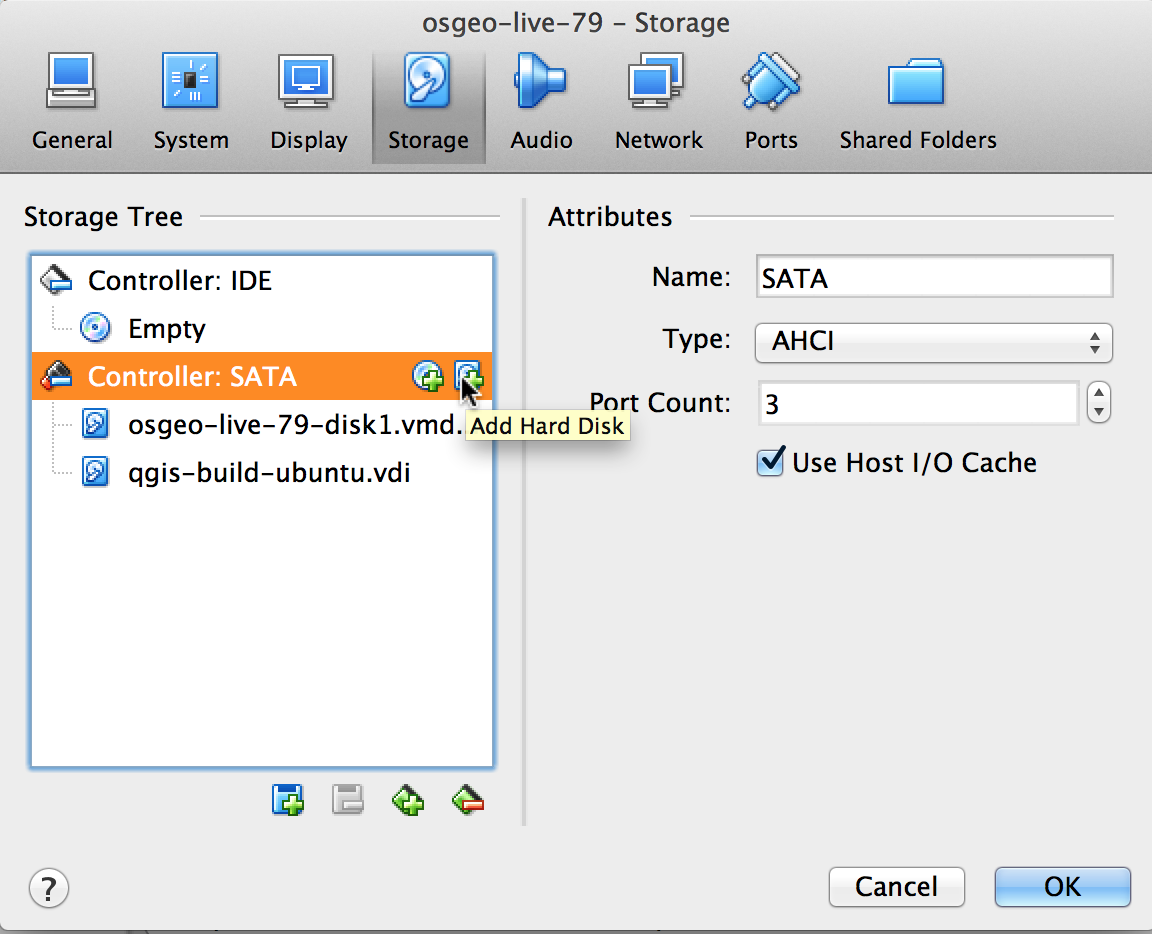 osgeo-live-79 – Storage
General System Display Storage Audio Network Ports Shared Folders
Storage Tree
Controller: IDE
Empty
Controller: SATA
osgeo-live-79-disk1.vmd.
qgis-build-ubuntu.vdi
Attributes
Name: SATA
Type: AHCI
Port Count: 3
Add Hard Disk
Use Host I/O Cache
?
Cancel OK